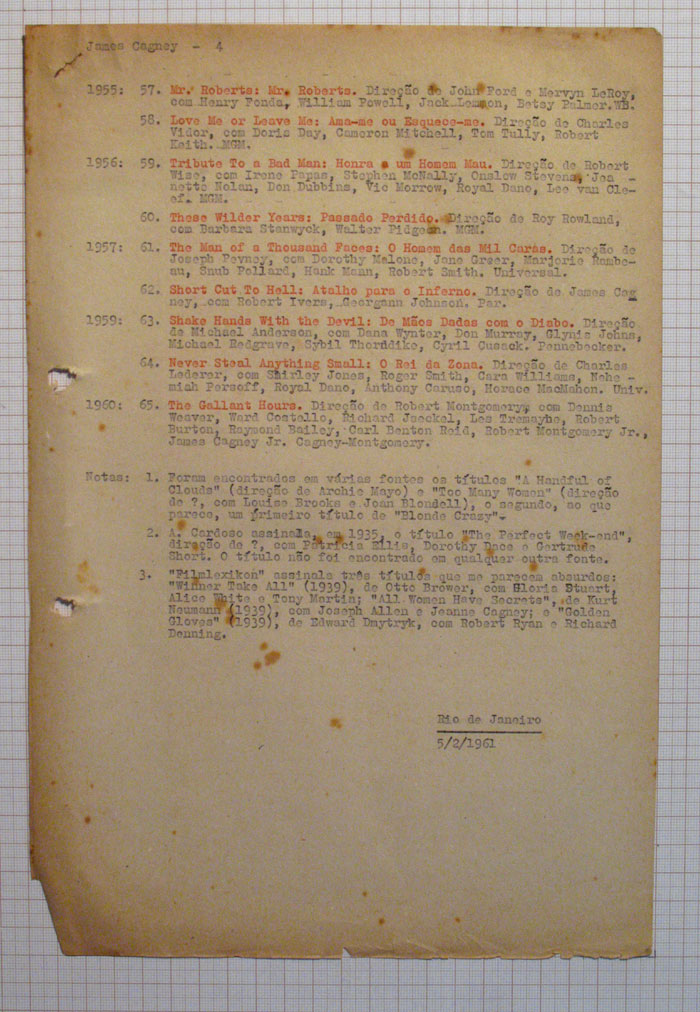 James Cagney - 4
1955: 57. Mr. Roberts: Mr. Roberts. Direção de John Ford e Mervyn LeRoy,
com Henry Fonda, William Powell, Jack Lemmon, Betsy Palmer.WB.
58. Love Me or Leave Me: Ama-me ou Esquece-me. Direção de Charles
Vidor, com Doris Day, Cameron Mitchell, Tom Tully, Robert
Keith. MGM.
1956: 59. Tribute To a Bad Man: Honra a um Homem Mau. Direção de Robert
Wise, com Irene Papas, Stephen McNally, Onslow Stevens, Jea -
nette Nolan, Don Dubbins, Vic Morrow, Royal Dano, Lee van Cle-
ef. MGM.
60. These Wilder Years: Passado Perdido. Direção de Roy Rowland,
com Barbara Stanwyck, Walter Pidgeon. MGM.
1957: 61. The Man of a Thousand Faces: O Homem das Mil Caras. Direção de
Joseph Pevney, com Dorothy Malone, Jane Greer, Marjorie Rambe-
au, Snub Pollard, Hank Mann, Robert Smith. Universal.
62. Short Cut To Hell: Atalho para o Inferno. Direção de James Cag
ney, com Robert Ivers, Georgann Johnson. Par.
1959: 63. Shake Hands With the Devil: De Mãos Dadas com o Diabo. Direção
de Michael Anderson, com Dana Wynter, Don Murray, Glynis Johns,
Michael Redgrave, Sybil Thorddike, Cyril Cusack. Pennebecker.
64. Never Steal Anything Small: O Rei da Zona. Direção de Charles
Lederer, com Shirley Jones, Roger Smith, Cara Williams, Nehe -
miah Persoff, Royal Dano, Anthony Caruso, Horace MacMahon. Univ.
1960: 65. The Gallant Hours. Direção de Robert Montgomery, com Dennis
Weaver, Ward Costello, Richard Jaeckel, Les Tremayne, Robert
Burton, Raymond Bailey, Carl Benton Reid, Robert Montgomery Jr.,
James Cagney Jr. Cagney-Montgomery.
Notas: 1. Foram encontrados em várias fontes os títulos "A Handful of
Clouds" (direção de Archie Mayo) e "Too Many Women" (direção
de ?, com Louise Brooks e Joan Blondell), o segundo, ao que
parece, um primeiro título de "Blonde Crazy".
2. A. Cardoso assinala, em 1935, o título "The Perfect Week-end",
direção de ?, com Patricia Ellis, Dorothy Dace e Gertrude
Short. O título não foi encontrado em qualquer outra fonte.
3. "Filmlexikon" assinala três títulos que me parecem absurdos:
"Winner Take All" (1939), de Otto Brower, com Gloria Stuart,
Alice White e Tony Martin; "All Women Have Secrets", de Kurt
Neumann (1939), com Joseph Allen e Jeanne Cagney; e "Golden
Gloves" (1939), de Edward Dmytryk, com Robert Ryan e Richard
Denning.
Rio de Janeiro
5/2/1961